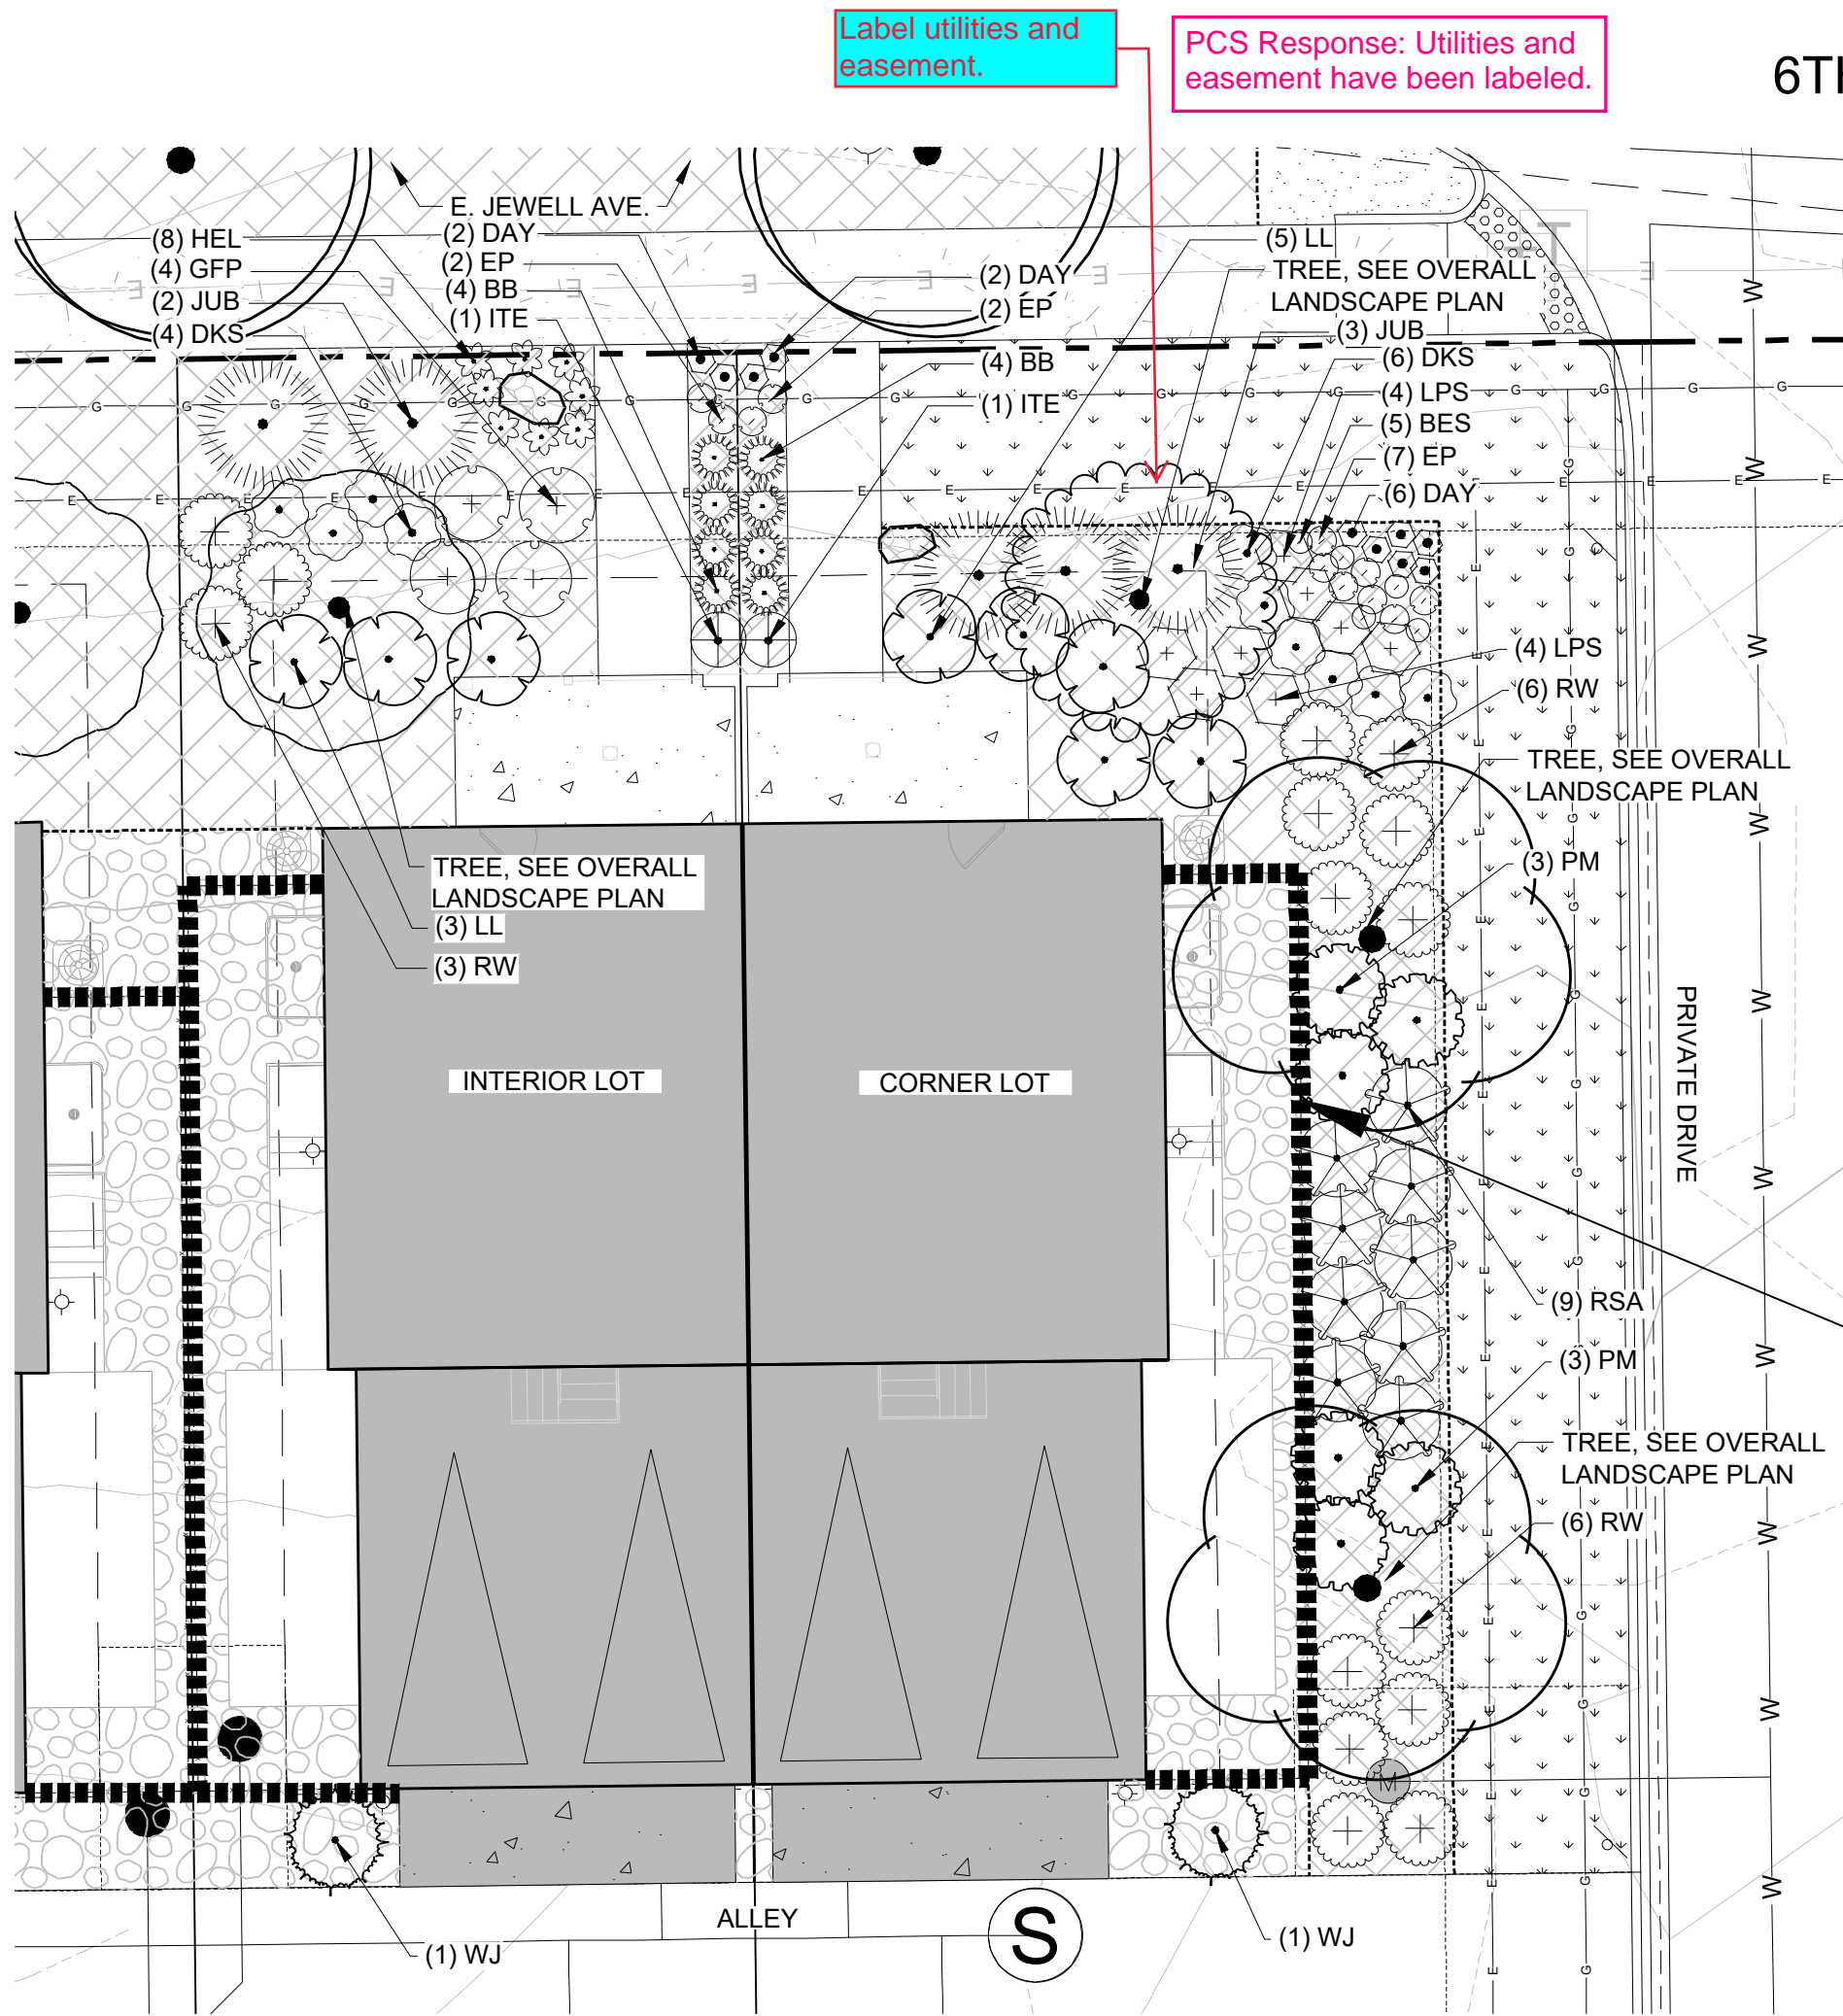 Label utilities and
easement.
PCS Response: Utilities and
easement have been labeled.
E. JEWELL AVE.
(8) HEL
(4) GFP
(2) JUB
(4) DKS
(2) DAY
(2) EP
(4) BB
(1) ITE
(2) DAY
(2) EP
(4) BB
(1) ITE
(5) LL
TREE, SEE OVERALL
LANDSCAPE PLAN
(3) JUB
(6) DKS
(4) LPS
(5) BES
(7) EP
(6) DAY
(4) LPS
(6) RW
TREE, SEE OVERALL
LANDSCAPE PLAN
(3) PM
TREE, SEE OVERALL
LANDSCAPE PLAN
(3) LL
(3) RW
INTERIOR LOT
CORNER LOT
PRIVATE DRIVE
(9) RSA
(3) PM
TREE, SEE OVERALL
LANDSCAPE PLAN
(6) RW
M
ALLEY
S
(1) WJ
(1) WJ